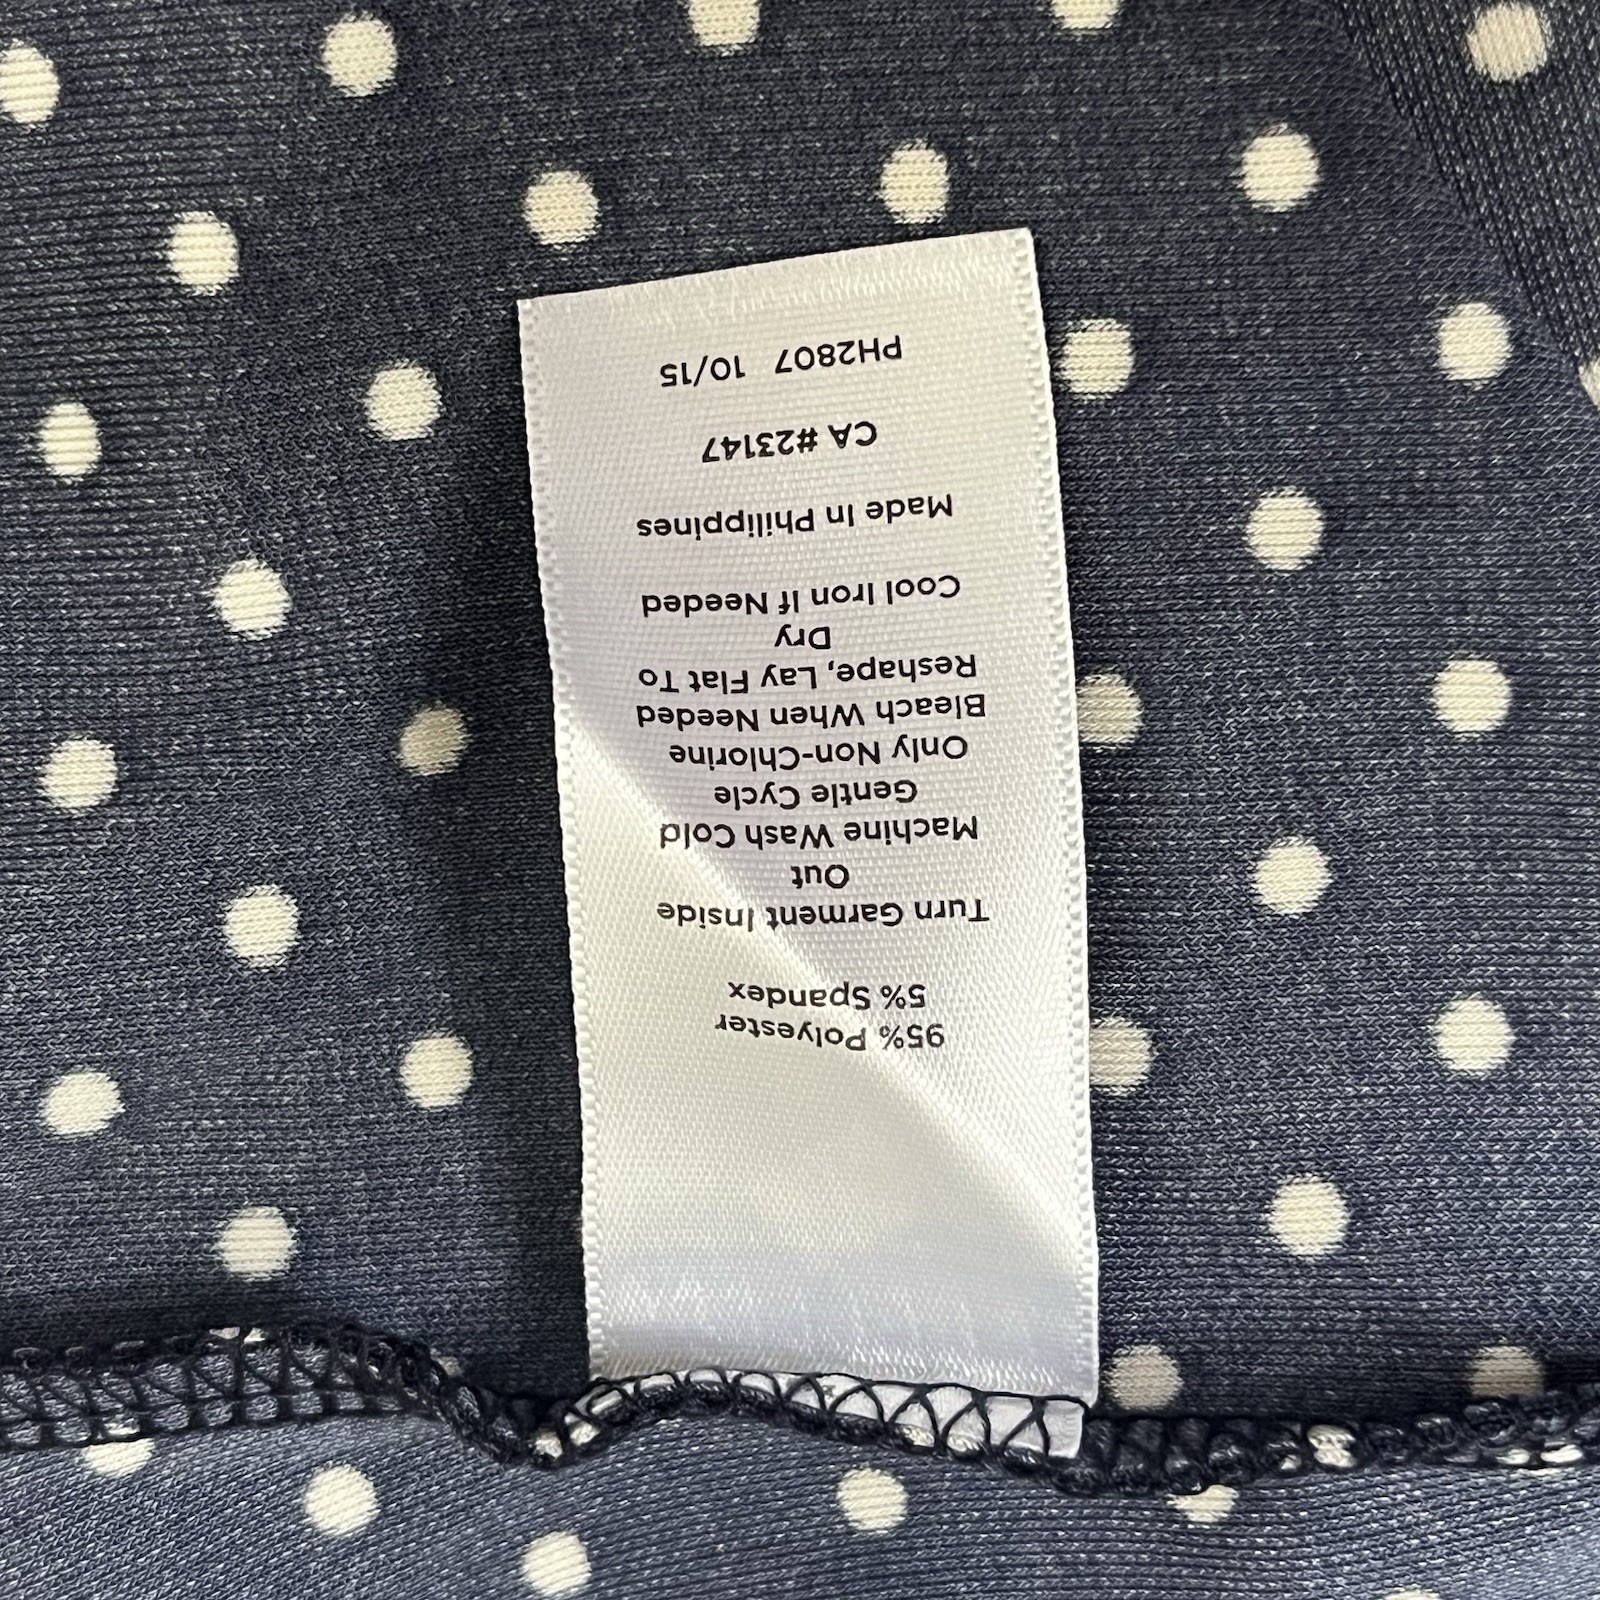 95% Polyester
5% Spandex
Turn Garment Inside
Out
Machine Wash Cold
Gentle Cycle
Only Non-Chlorine
Bleach When Needed
Reshape, Lay Flat To
Dry
Cool Iron If Needed
Made In Philippines
CA #23147
PH2807 10/15